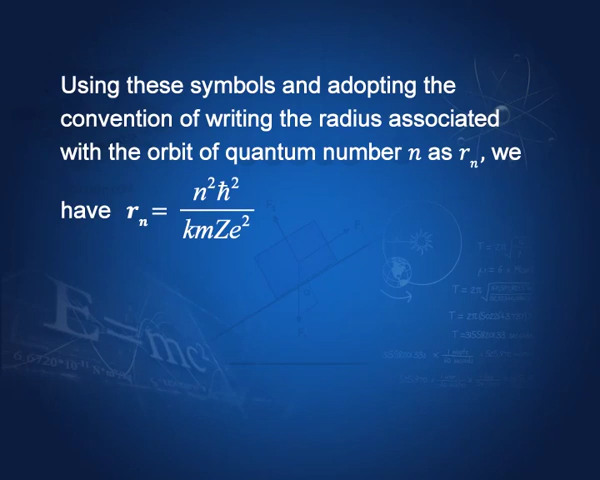 Using these symbols and adopting the
convention of writing the radius associated
with the orbit of quantum number n as rₙ, we
have rₙ = n²ħ² / kmZe²
E=mc²